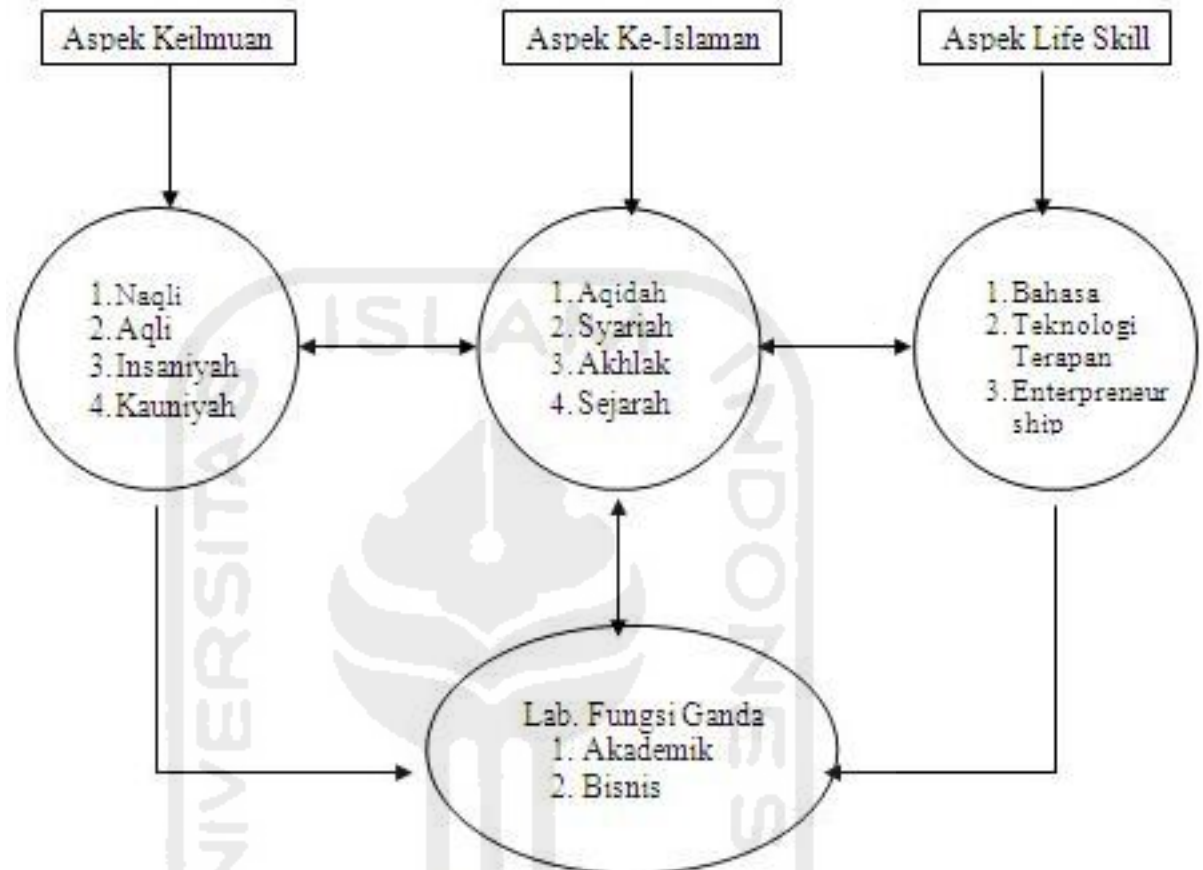 Aspek Keilmuan
Aspek Ke-Islaman
Aspek Life Skill
1. Naqli
2. Aqli
3. Insaniyah
4. Kauniyah
1. Aqidah
2. Syariah
3. Akhlak
4. Sejarah
1. Bahasa
2. Teknologi
Terapan
3. Enterpreneur
ship
Lab. Fungsi Ganda
1. Akademik
2. Bisnis
ISLAM